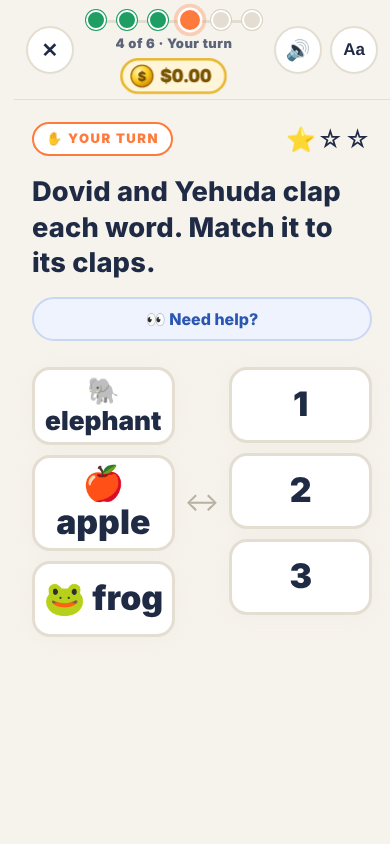 4 of 6 · Your turn
$ $0.00
Aa
YOUR TURN
Dovid and Yehuda clap
each word. Match it to
its claps.
Need help?
elephant
1
apple
2
frog
3